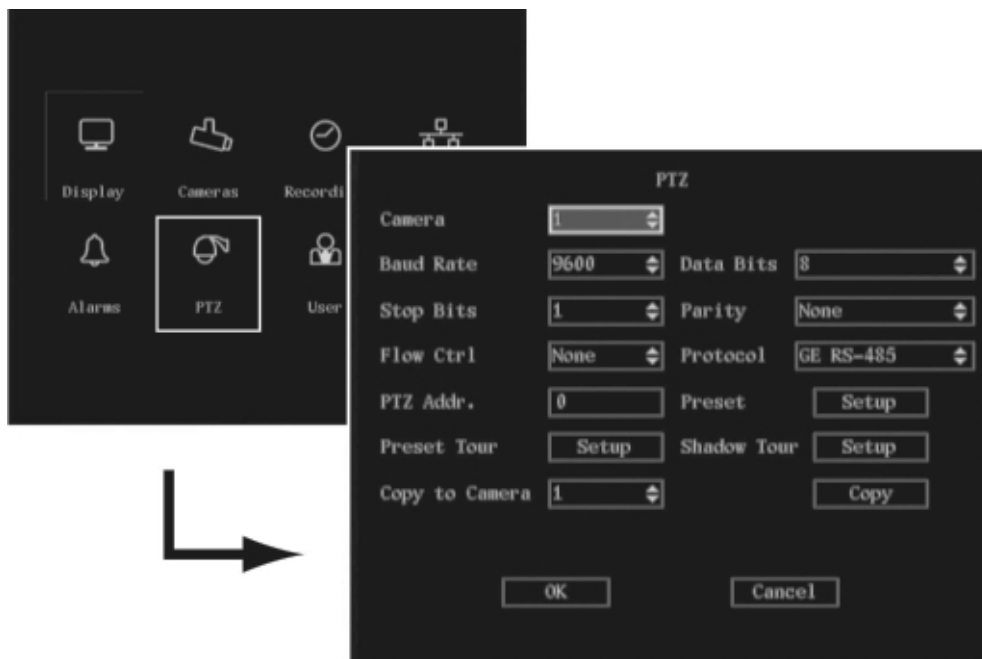 Display Cameras Recordi
Alarms PTZ User
PTZ
Camera 1
Baud Rate 9600 Data Bits 8
Stop Bits 1 Parity None
Flow Ctrl None Protocol GE RS-485
PTZ Addr. 0 Preset Setup
Preset Tour Setup Shadow Tour Setup
Copy to Camera 1 Copy
OK Cancel